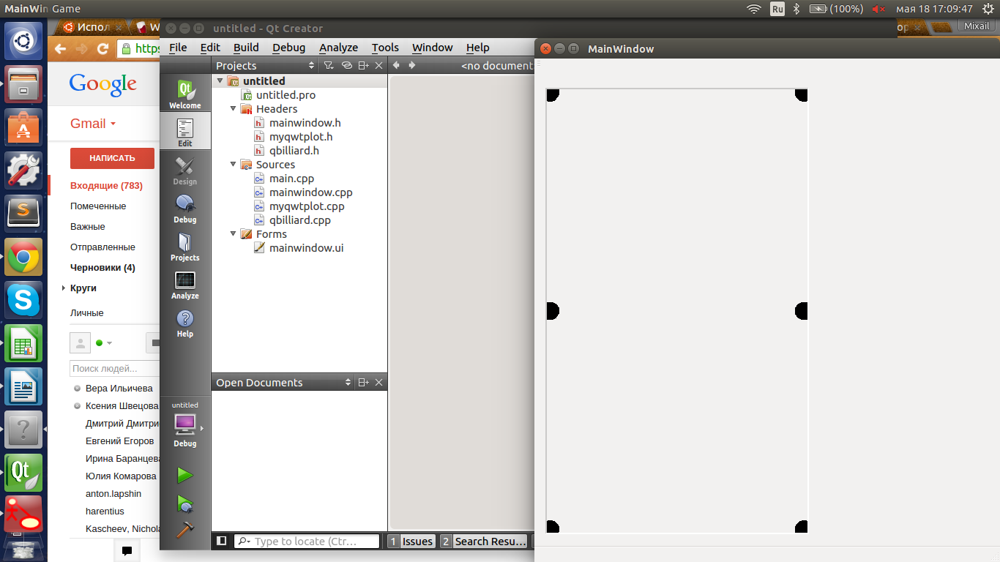 MainWin Game
Ru
(100%)
мая 18 17:09:47
Испол
W
untitled - Qt Creator
Mixail
https
File Edit Build Debug Analyze Tools Window Help
MainWindow
Projects
<no document
Google
Gmail
НАПИСАТЬ
Входящие (783)
Помеченные
Важные
Отправленные
Черновики (4)
Круги
Личные
Поиск людей...
Вера Ильичева
Ксения Швецова
Дмитрий Дмитри
Евгений Егоров
Ирина Баранцева
Юлия Комарова
anton.lapshin
harentius
Kascheev, Nichola
Welcome
Edit
Design
Debug
Projects
Analyze
Help
untitled
Debug
untitled
untitled.pro
Headers
mainwindow.h
myqwtplot.h
qbilliard.h
Sources
main.cpp
mainwindow.cpp
myqwtplot.cpp
qbilliard.cpp
Forms
mainwindow.ui
Open Documents
Type to locate (Ctr...
1 Issues
2 Search Resu...